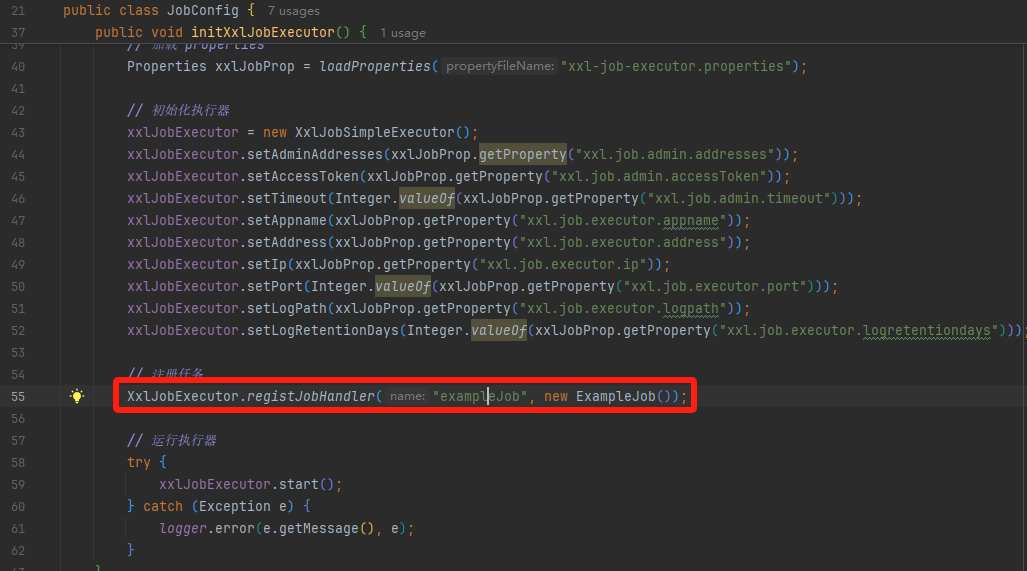 21 public class JobConfig { 7 usages
37 public void initXxlJobExecutor() { 1 usage
39 // 加载 properties
40 Properties xxlJobProp = loadProperties( propertyFileName: "xxl-job-executor.properties");
41
42 // 初始化执行器
43 xxlJobExecutor = new XxlJobSimpleExecutor();
44 xxlJobExecutor.setAdminAddresses(xxlJobProp.getProperty("xxl.job.admin.addresses"));
45 xxlJobExecutor.setAccessToken(xxlJobProp.getProperty("xxl.job.admin.accessToken"));
46 xxlJobExecutor.setTimeout(Integer.valueOf(xxlJobProp.getProperty("xxl.job.admin.timeout")));
47 xxlJobExecutor.setAppname(xxlJobProp.getProperty("xxl.job.executor.appname"));
48 xxlJobExecutor.setAddress(xxlJobProp.getProperty("xxl.job.executor.address"));
49 xxlJobExecutor.setIp(xxlJobProp.getProperty("xxl.job.executor.ip"));
50 xxlJobExecutor.setPort(Integer.valueOf(xxlJobProp.getProperty("xxl.job.executor.port")));
51 xxlJobExecutor.setLogPath(xxlJobProp.getProperty("xxl.job.executor.logpath"));
52 xxlJobExecutor.setLogRetentionDays(Integer.valueOf(xxlJobProp.getProperty("xxl.job.executor.logretentiondays")));
53
54 // 注册任务
55 XxlJobExecutor.registJobHandler( name: "exampleJob", new ExampleJob());
56
57 // 运行执行器
58 try {
59 xxlJobExecutor.start();
60 } catch (Exception e) {
61 logger.error(e.getMessage(), e);
62 }
63 }